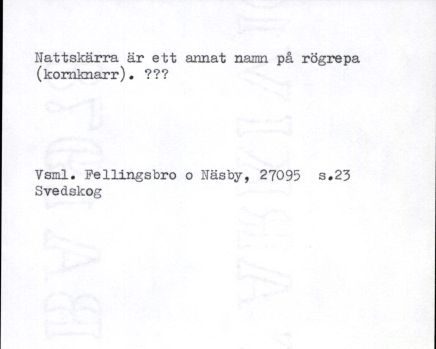 Nattskärra är ett annat namn på rögrepa
(kornknarr). ???
Vsml. Fellingsbro o Näsby, 27095 s.23
Svedskog